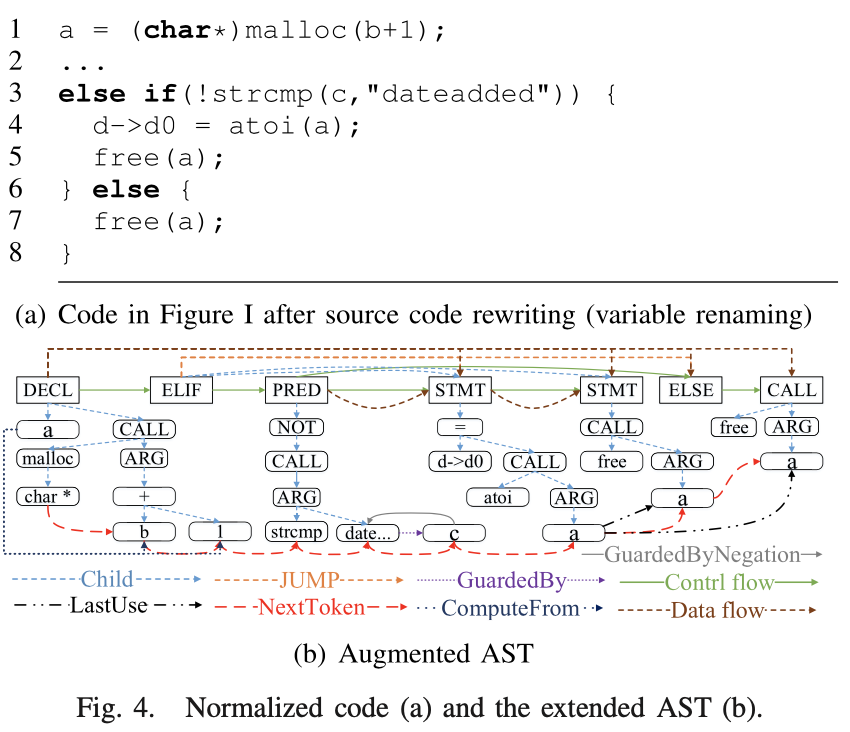 1 a = (char*)malloc(b+1);
2 ...
3 else if(!strcmp(c,"dateadded")) {
4 d->d0 = atoi(a);
5 free(a);
6 } else {
7 free(a);
8 }
(a) Code in Figure I after source code rewriting (variable renaming)
DECL ELIF PRED STMT STMT ELSE CALL
a CALL NOT = CALL free ARG
malloc ARG CALL d->d0 CALL free ARG a
char * + ARG atoi ARG a
b 1 strcmp date... c a
GuardedByNegation
Child JUMP GuardedBy Contrl flow
LastUse NextToken ComputeFrom Data flow
(b) Augmented AST
Fig. 4. Normalized code (a) and the extended AST (b).